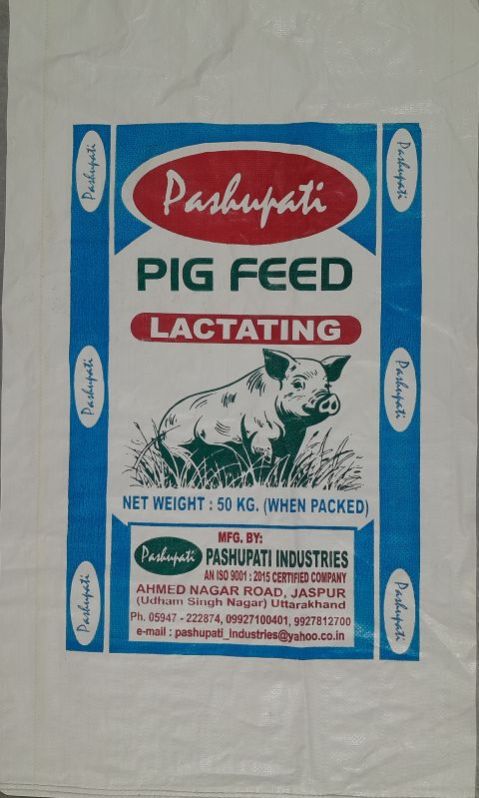 Pashupati
Pashupati
Pashupati
PIG FEED
LACTATING
Pashupati
Pashupati
NET WEIGHT : 50 KG. (WHEN PACKED)
MFG. BY:
Pashupati PASHUPATI INDUSTRIES
AN ISO 9001 : 2015 CERTIFIED COMPANY
AHMED NAGAR ROAD, JASPUR
(Udham Singh Nagar) Uttarakhand
Ph. 05947 - 222874, 09927100401, 9927812700
e-mail : pashupati_industries@yahoo.co.in
Pashupati
Pashupati